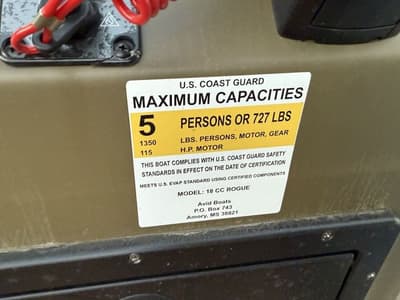 U.S. COAST GUARD
MAXIMUM CAPACITIES
5 PERSONS OR 727 LBS
1350 LBS. PERSONS, MOTOR, GEAR
115 H.P. MOTOR
THIS BOAT COMPLIES WITH U.S. COAST GUARD SAFETY
STANDARDS IN EFFECT ON THE DATE OF CERTIFICATION
MEETS U.S. EVAP STANDARD USING CERTIFIED COMPONENTS
MODEL: 18 CC ROGUE
Avid Boats
P.O. Box 743
Amory, MS 38821